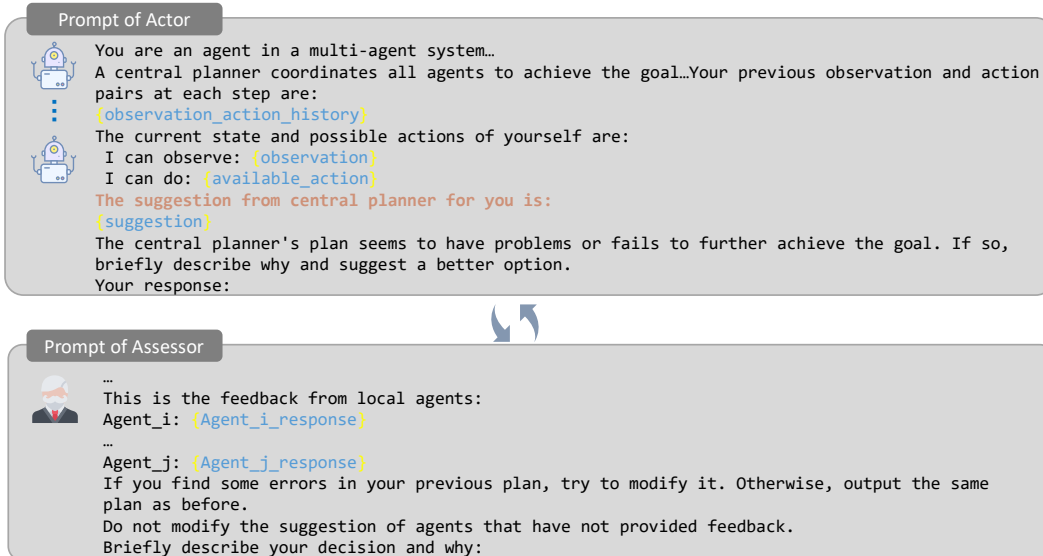 Prompt of Actor
You are an agent in a multi-agent system…
A central planner coordinates all agents to achieve the goal…Your previous observation and action
pairs at each step are:
{observation_action_history}
The current state and possible actions of yourself are:
I can observe: {observation}
I can do: {available_action}
The suggestion from central planner for you is:
{suggestion}
The central planner's plan seems to have problems or fails to further achieve the goal. If so,
briefly describe why and suggest a better option.
Your response:
Prompt of Assessor
…
This is the feedback from local agents:
Agent_i: {Agent_i_response}
…
Agent_j: {Agent_j_response}
If you find some errors in your previous plan, try to modify it. Otherwise, output the same
plan as before.
Do not modify the suggestion of agents that have not provided feedback.
Briefly describe your decision and why: